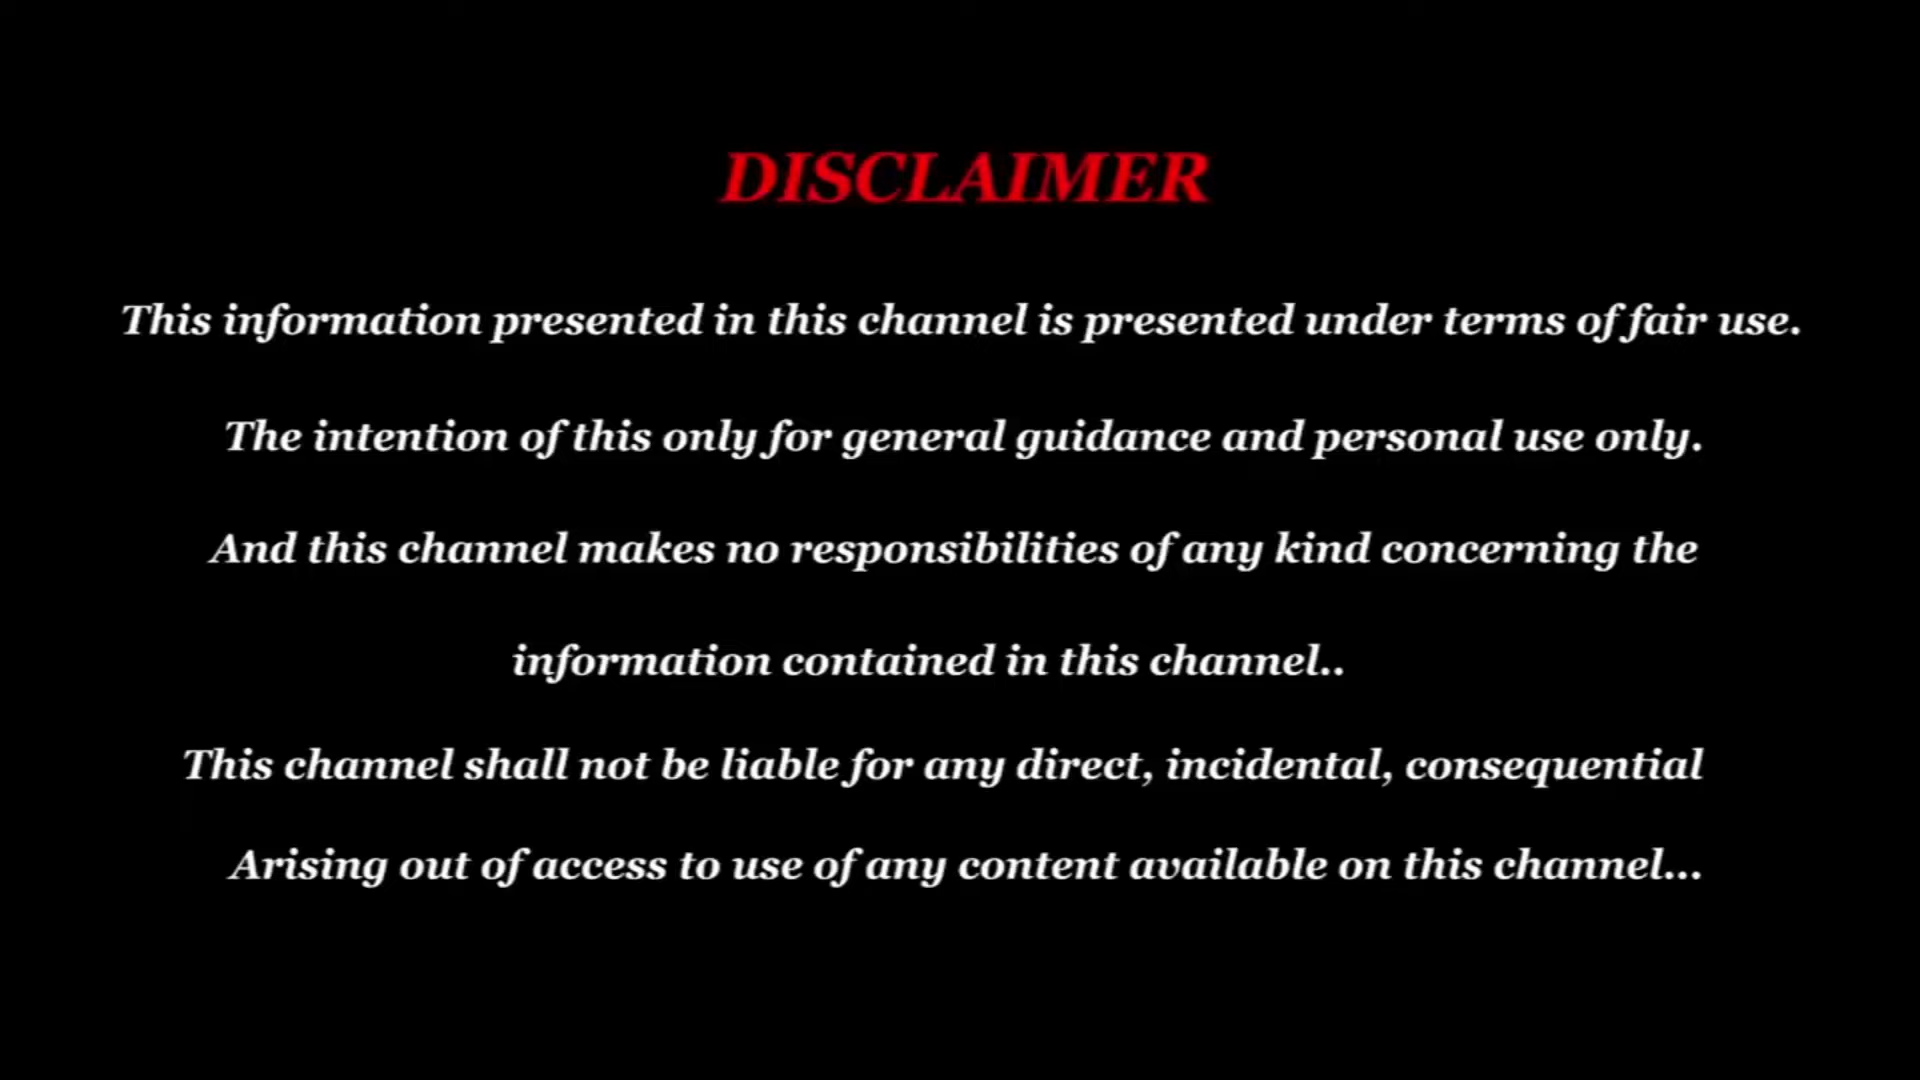 DISCLAIMER
This information presented in this channel is presented under terms of fair use.
The intention of this only for general guidance and personal use only.
And this channel makes no responsibilities of any kind concerning the
information contained in this channel..
This channel shall not be liable for any direct, incidental, consequential
Arising out of access to use of any content available on this channel...